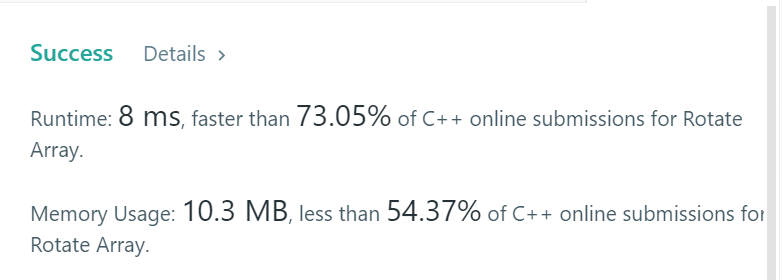 Success Details >
Runtime: 8 ms, faster than 73.05% of C++ online submissions for Rotate
Array.
Memory Usage: 10.3 MB, less than 54.37% of C++ online submissions for
Rotate Array.